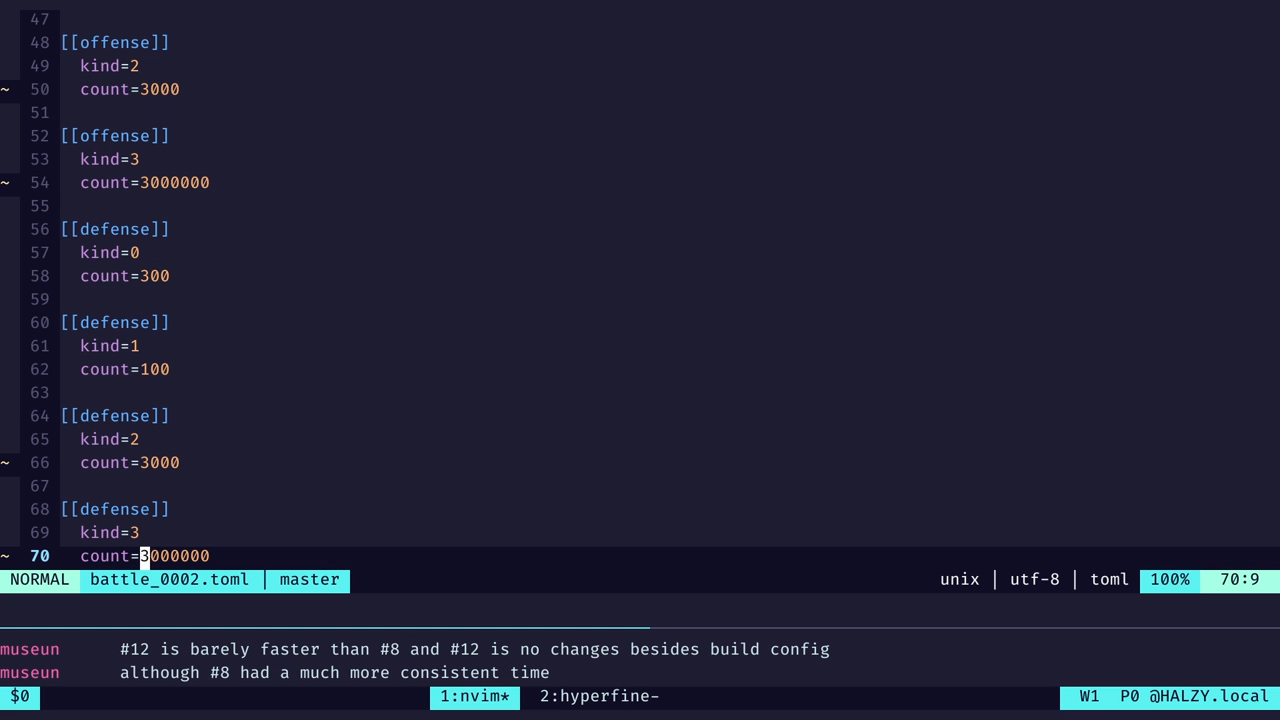 47
48 [[offense]]
49 kind=2
~ 50 count=3000
51
52 [[offense]]
53 kind=3
~ 54 count=3000000
55
56 [[defense]]
57 kind=0
58 count=300
59
60 [[defense]]
61 kind=1
62 count=100
63
64 [[defense]]
65 kind=2
~ 66 count=3000
67
68 [[defense]]
69 kind=3
~ 70 count=3000000
NORMAL battle_0002.toml | master unix | utf-8 | toml 100% 70:9
museun #12 is barely faster than #8 and #12 is no changes besides build config
museun although #8 had a much more consistent time
$0 1:nvim* 2:hyperfine- W1 P0 @HALZY.local